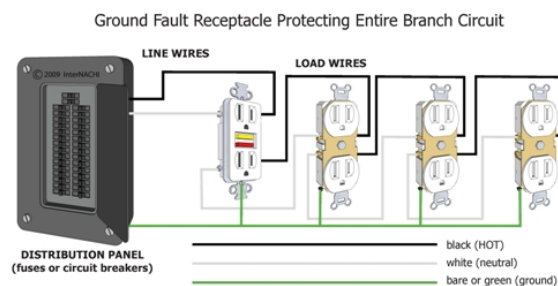 Ground Fault Receptacle Protecting Entire Branch Circuit
LINE WIRES
© 2009 InterNACHI
LOAD WIRES
DISTRIBUTION PANEL
(fuses or circuit breakers)
black (HOT)
white (neutral)
bare or green (ground)